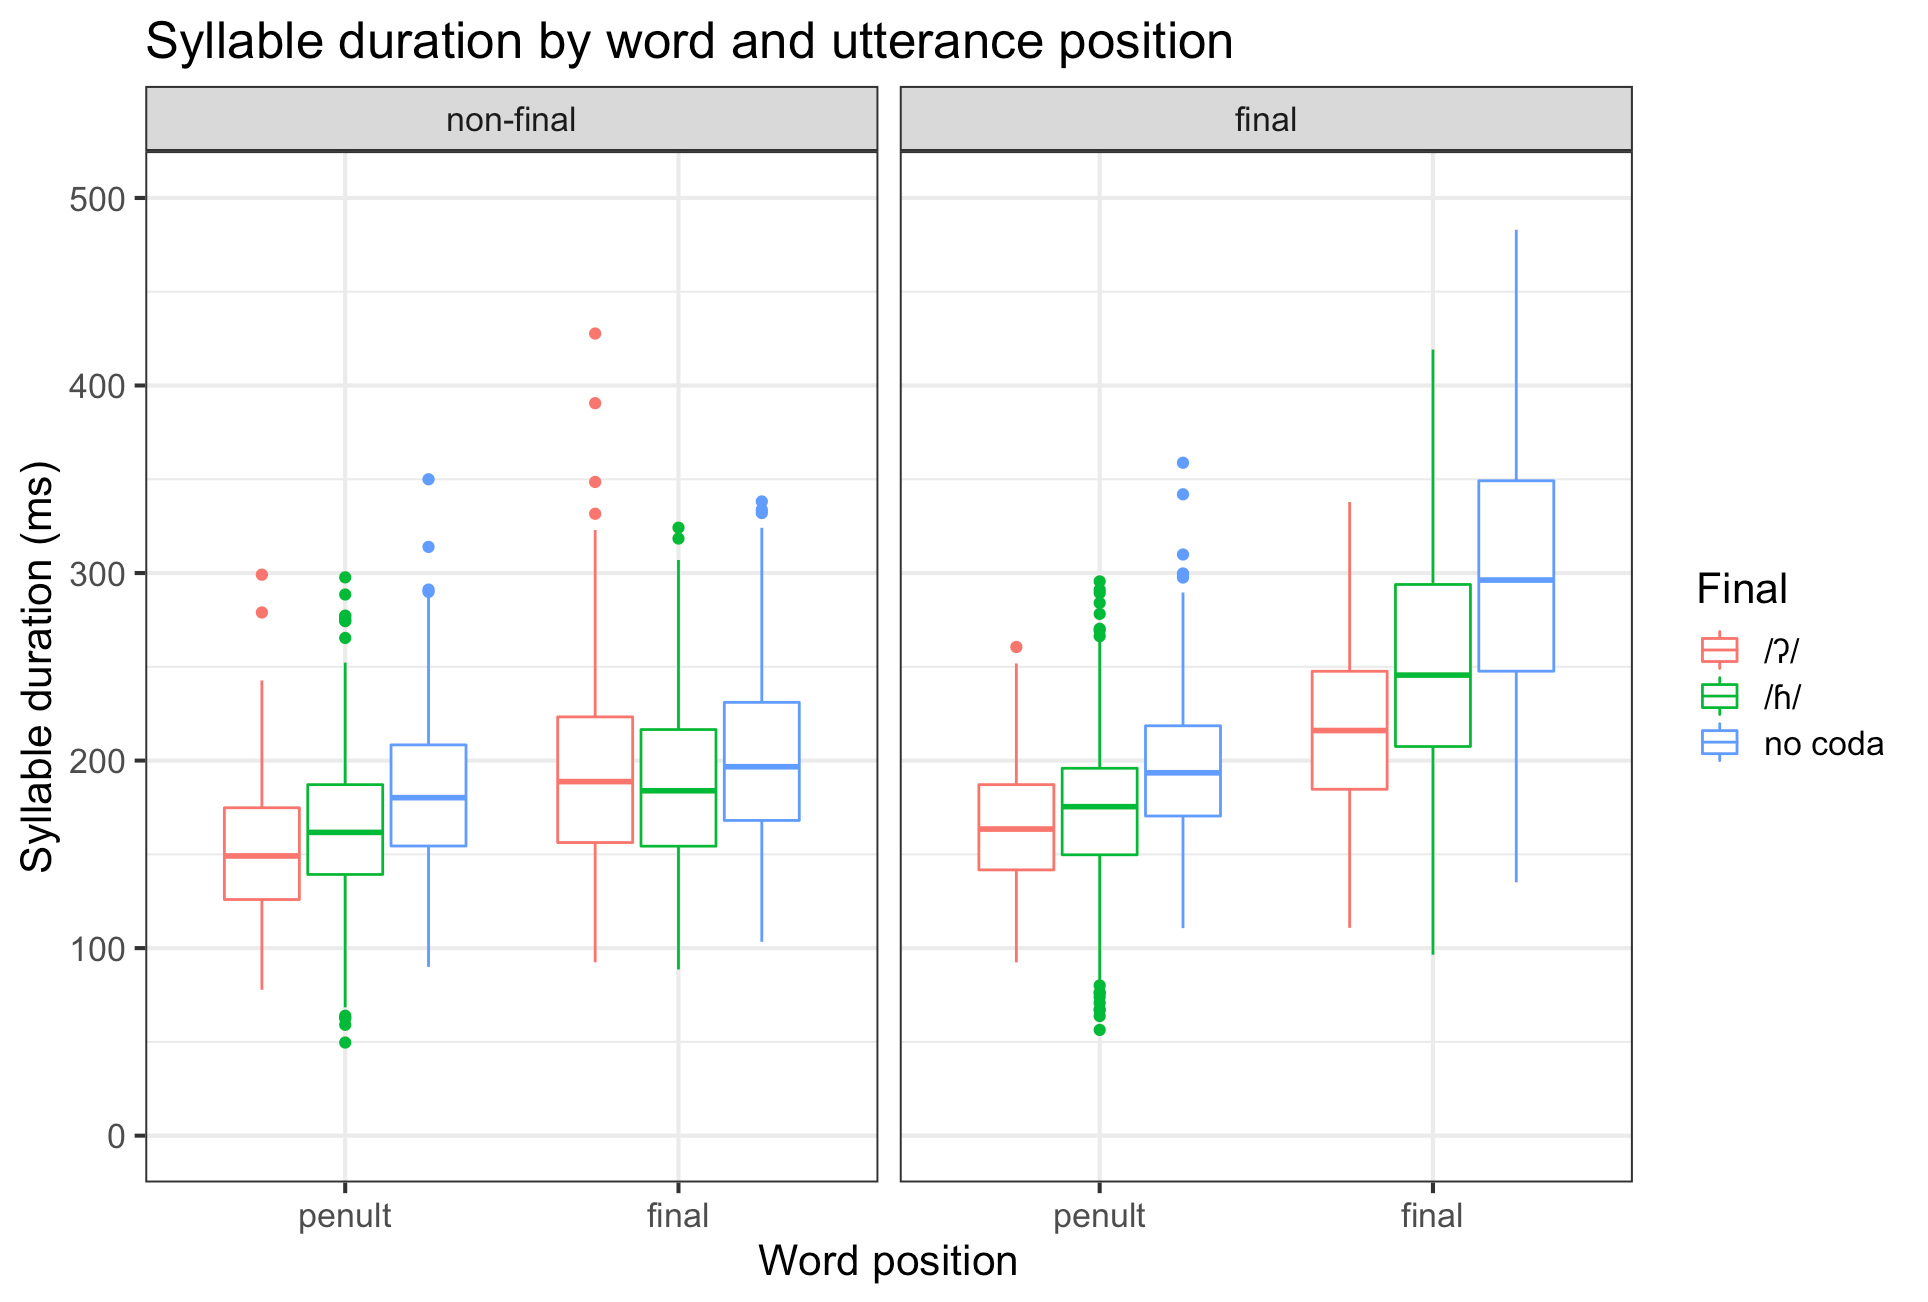 Syllable duration by word and utterance position
non-final
final
500
400
300
200
100
0
Syllable duration (ms)
penult
final
penult
final
Word position
Final
/ʔ/
/ɦ/
no coda